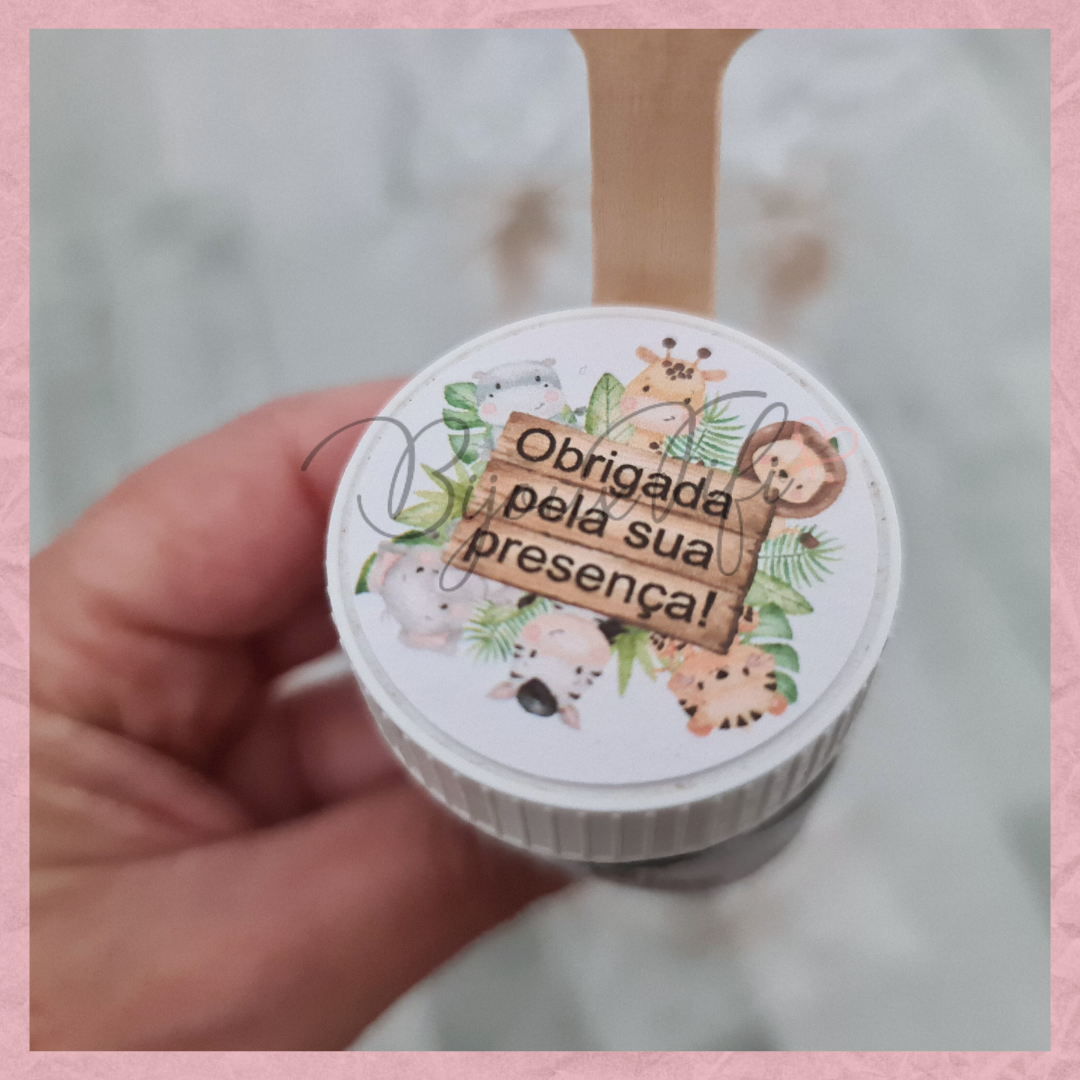 Obrigada
pela sua
presença!